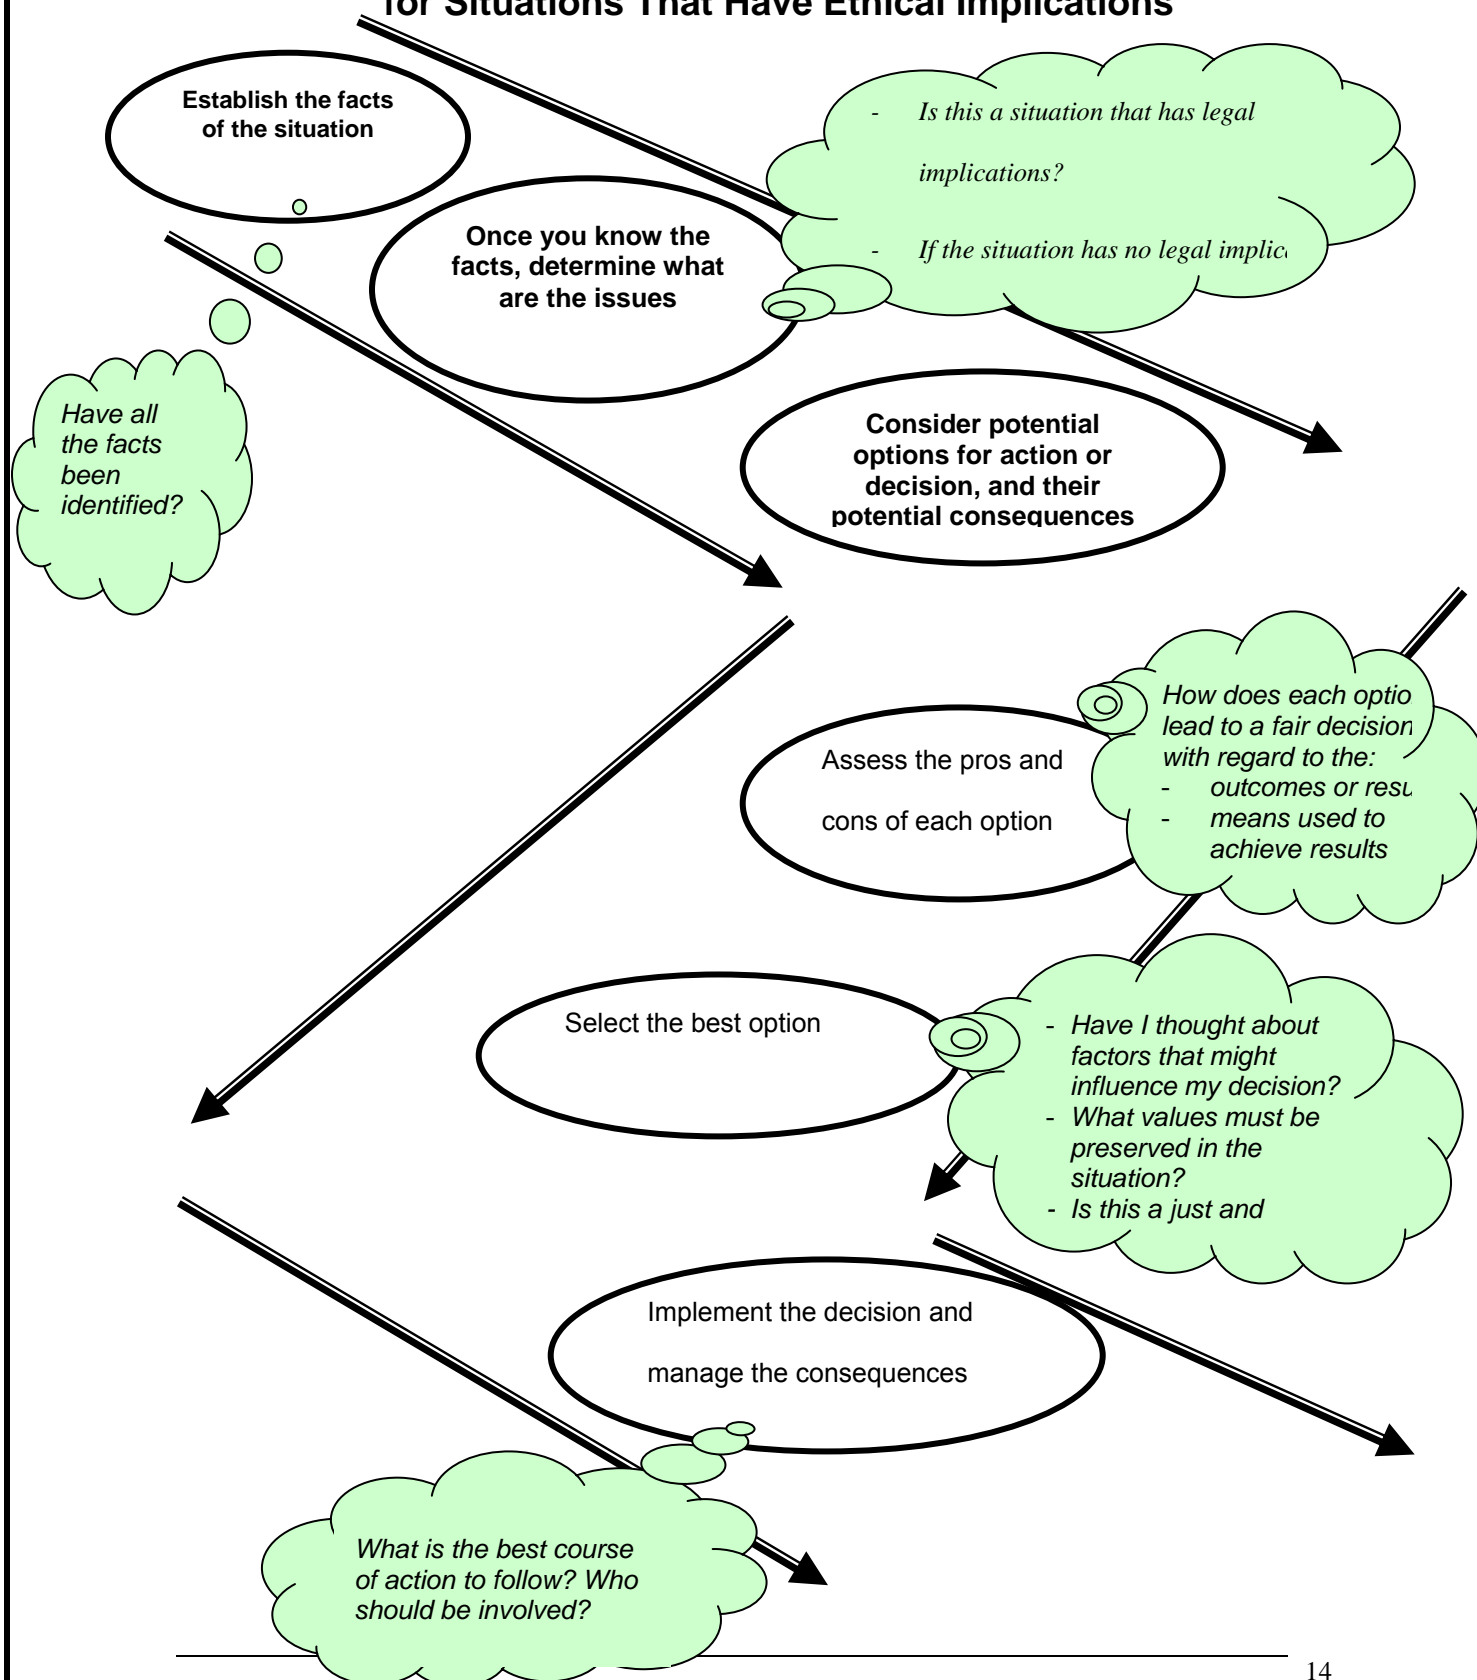 for Situations That Have Ethical Implications
Establish the facts
of the situation
- Is this a situation that has legal
implications?
- If the situation has no legal
Once you know the
facts, determine what
are the issues
Have all
the facts
been
identified?
Consider potential
options for action or
decision, and their
potential consequences
How does each
lead to a fair decision
with regard to the:
- outcomes or
- means used to
achieve results
Assess the pros and
cons of each option
Select the best option
- Have I thought about
factors that might
influence my decision?
- What values must be
preserved in the
situation?
- Is this a just and
Implement the decision and
manage the consequences
What is the best course
of action to follow? Who
should be involved?
14